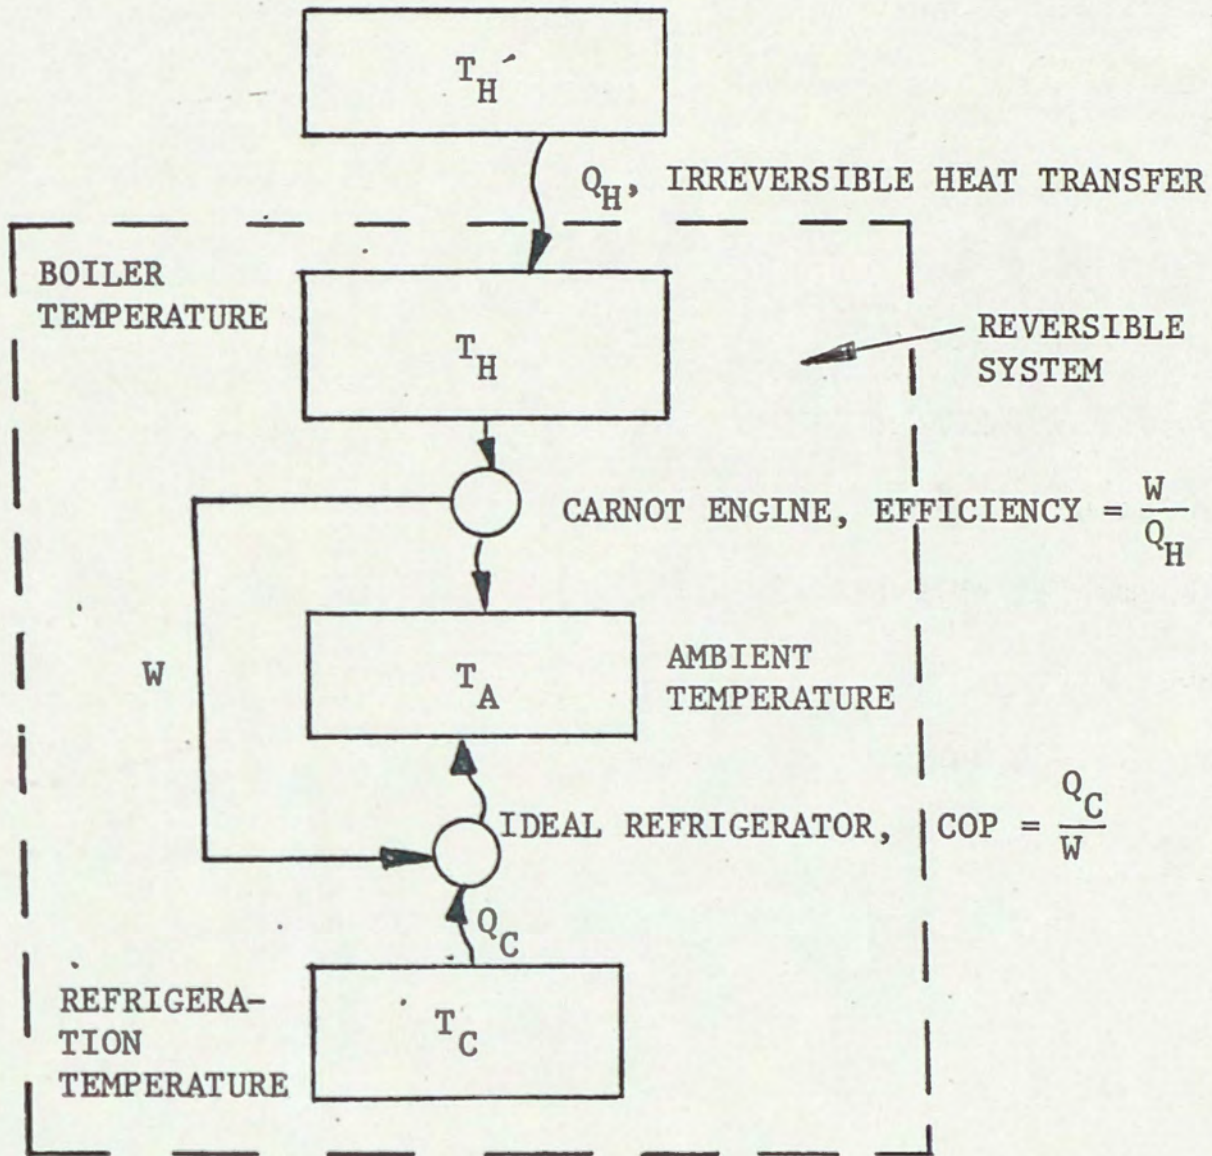 T_H′
Q_H, IRREVERSIBLE HEAT TRANSFER
BOILER
TEMPERATURE
T_H
REVERSIBLE
SYSTEM
CARNOT ENGINE, EFFICIENCY = W/Q_H
W
T_A
AMBIENT
TEMPERATURE
IDEAL REFRIGERATOR, COP = Q_C/W
Q_C
REFRIGERA-
TION
TEMPERATURE
T_C